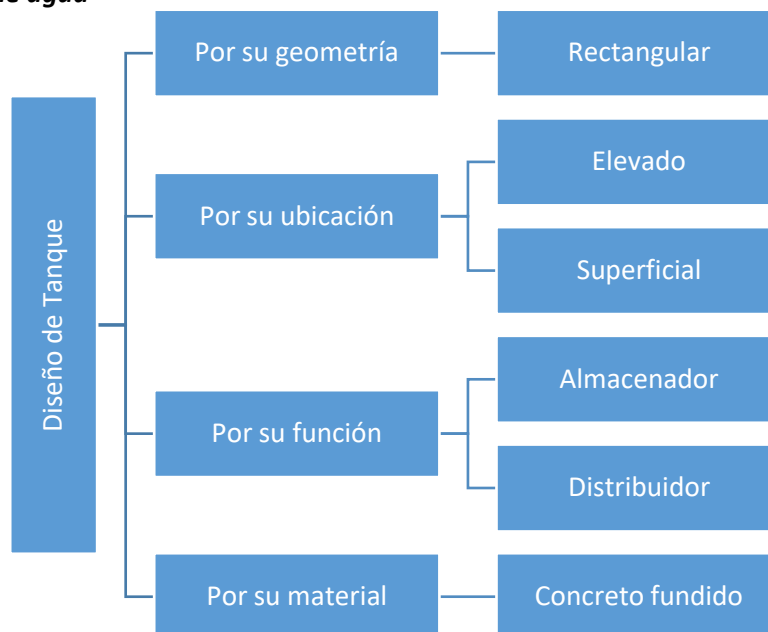 agua
Diseño de Tanque
Por su geometría
Rectangular
Por su ubicación
Elevado
Superficial
Por su función
Almacenador
Distribuidor
Por su material
Concreto fundido